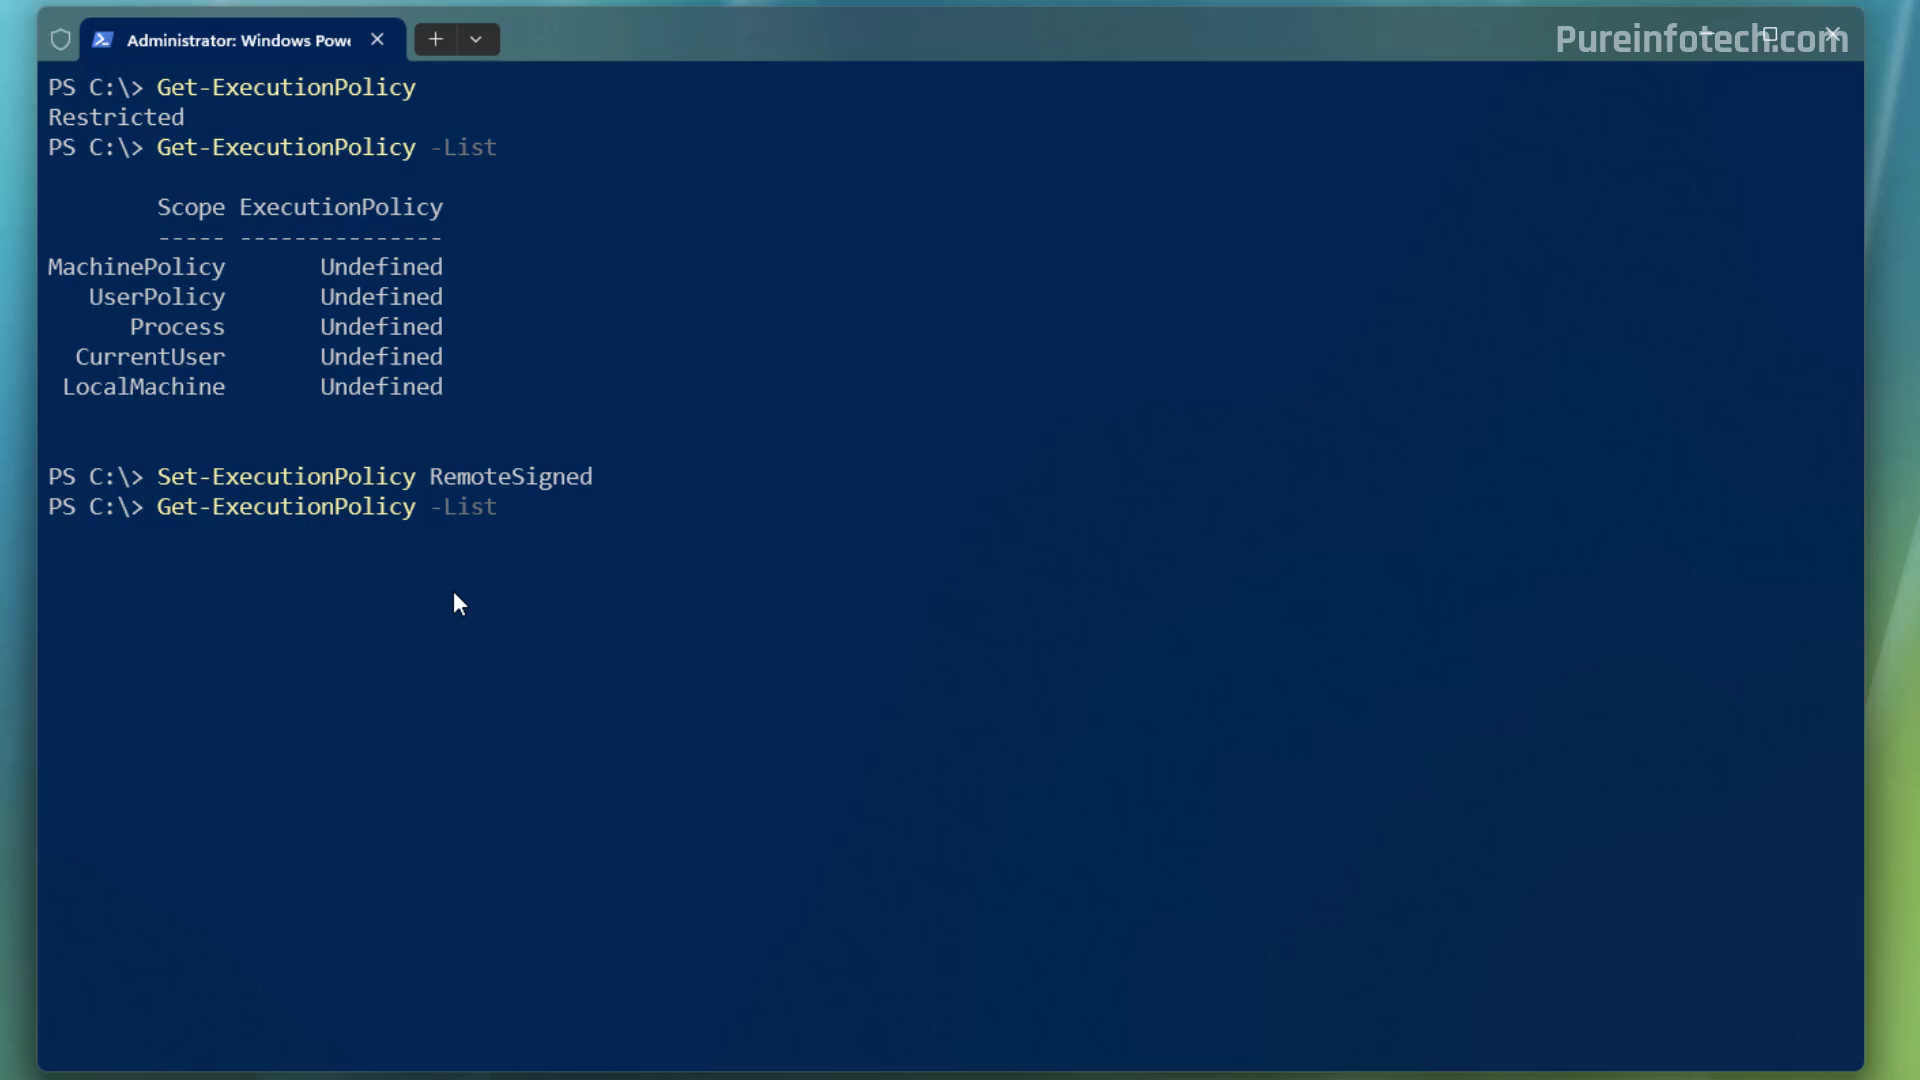 Administrator: Windows Powe
Pureinfotech.com
PS C:\> Get-ExecutionPolicy
Restricted
PS C:\> Get-ExecutionPolicy -List
Scope ExecutionPolicy
----- ---------------
MachinePolicy Undefined
UserPolicy Undefined
Process Undefined
CurrentUser Undefined
LocalMachine Undefined
PS C:\> Set-ExecutionPolicy RemoteSigned
PS C:\> Get-ExecutionPolicy -List